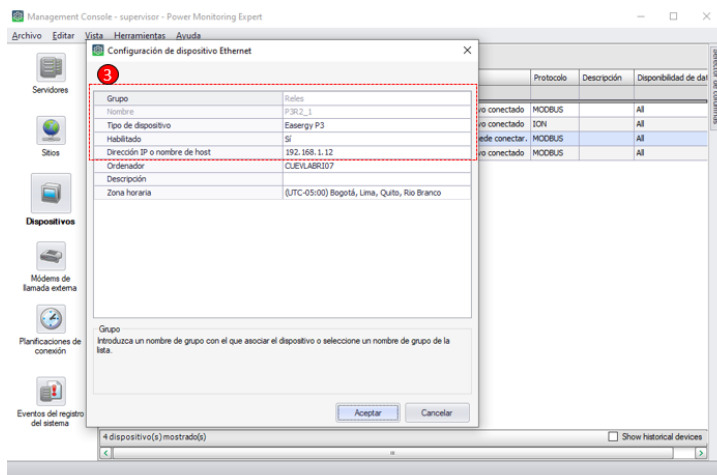 Management Console - supervisor - Power Monitoring Expert
Archivo Editar Vista Herramientas Ayuda
Configuración de dispositivo Ethernet
3
Grupo Reles
Nombre P3R2_1
Tipo de dispositivo Easergy P3
Habilitado Sí
Dirección IP o nombre de host 192.168.1.12
Ordenador CUEVLABRI07
Descripción
Zona horaria (UTC-05:00) Bogotá, Lima, Quito, Rio Branco
Grupo
Introduzca un nombre de grupo con el que asociar el dispositivo o seleccione un nombre de grupo de la
lista.
Aceptar Cancelar
Servidores
Sitios
Dispositivos
Módems de
llamada externa
Planificaciones de
conexión
Eventos del registro
del sistema
Protocolo Descripción Disponibilidad de dat
vo conectado MODBUS All
vo conectado ION All
ede conectar. MODBUS All
vo conectado MODBUS All
Selector de columnas
4 dispositivo(s) mostrado(s) Show historical devices